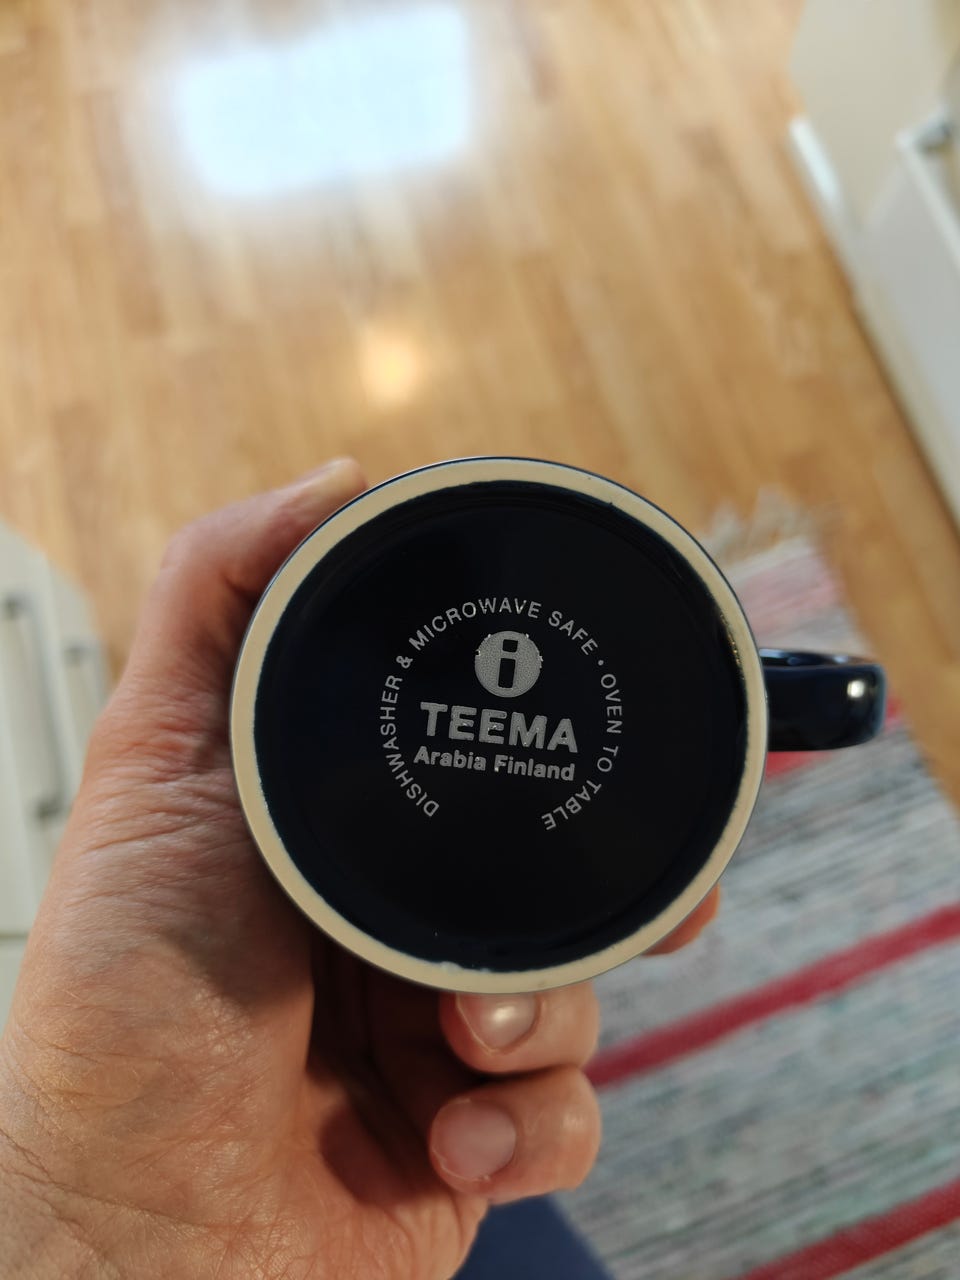 DISHWASHER & MICROWAVE SAFE • OVEN TO TABLE
i
TEEMA
Arabia Finland